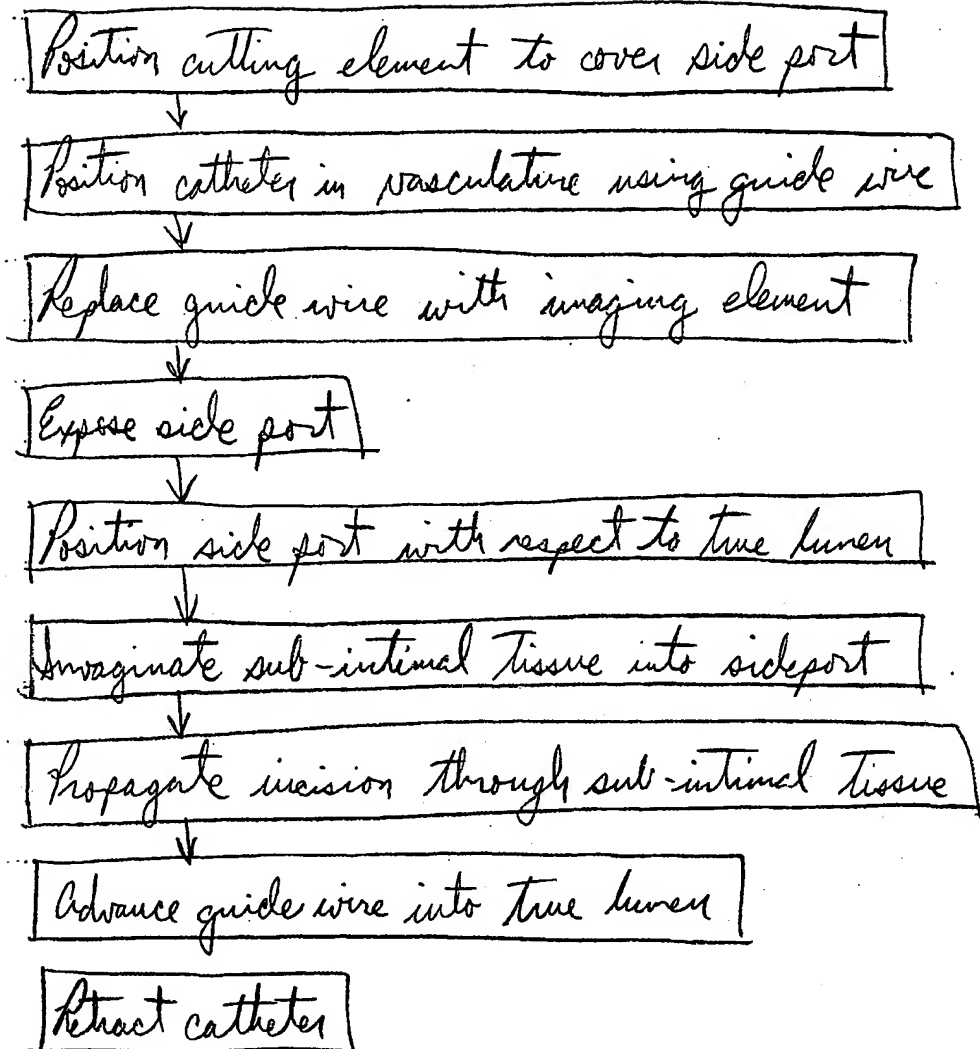 Position cutting element to cover side port
Position catheter in vasculature using guide wire
Replace guide wire with imaging element
Expose side port
Position side port with respect to true lumen
Invaginate sub-intimal tissue into sideport
Propagate incision through sub-intimal tissue
Advance guide wire into true lumen
Retract catheter